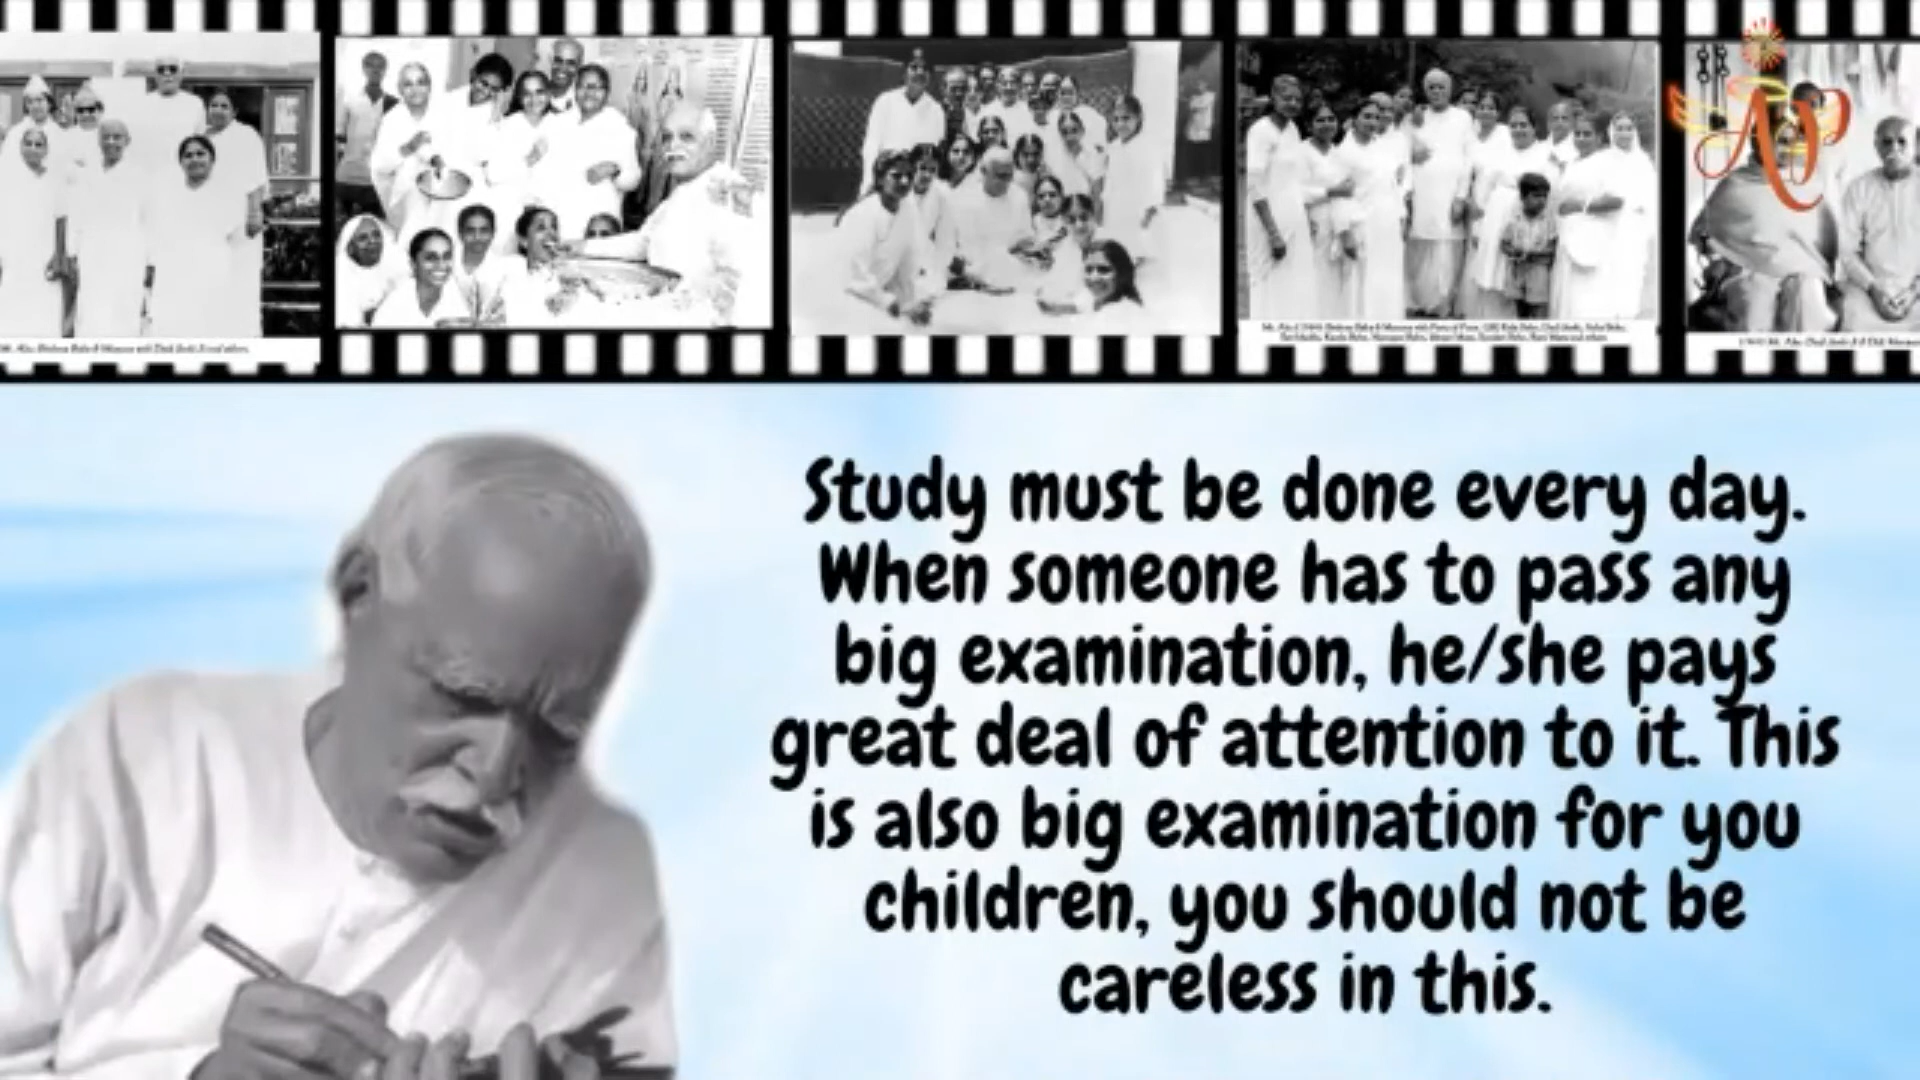 AP
Study must be done every day.
When someone has to pass any
big examination, he/she pays
great deal of attention to it. This
is also big examination for you
children, you should not be
careless in this.